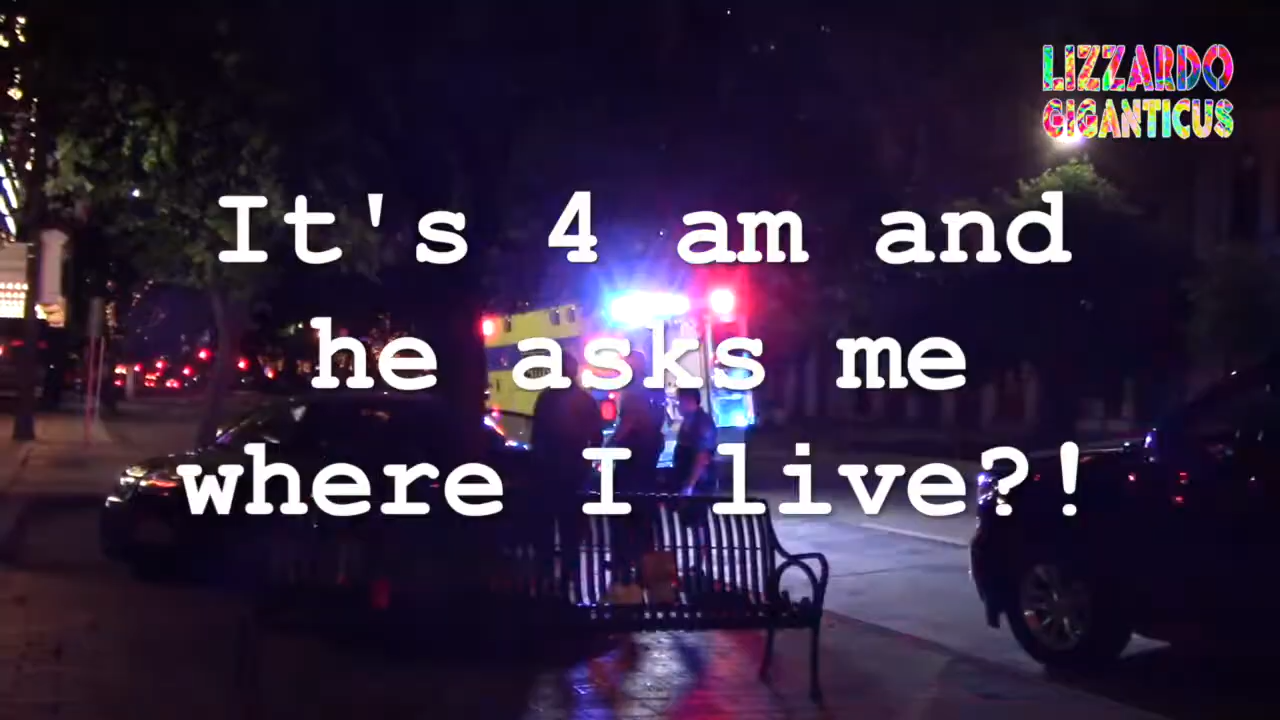 LIZZARDO
GIGANTICUS
It's 4 am and
he asks me
where I live?!